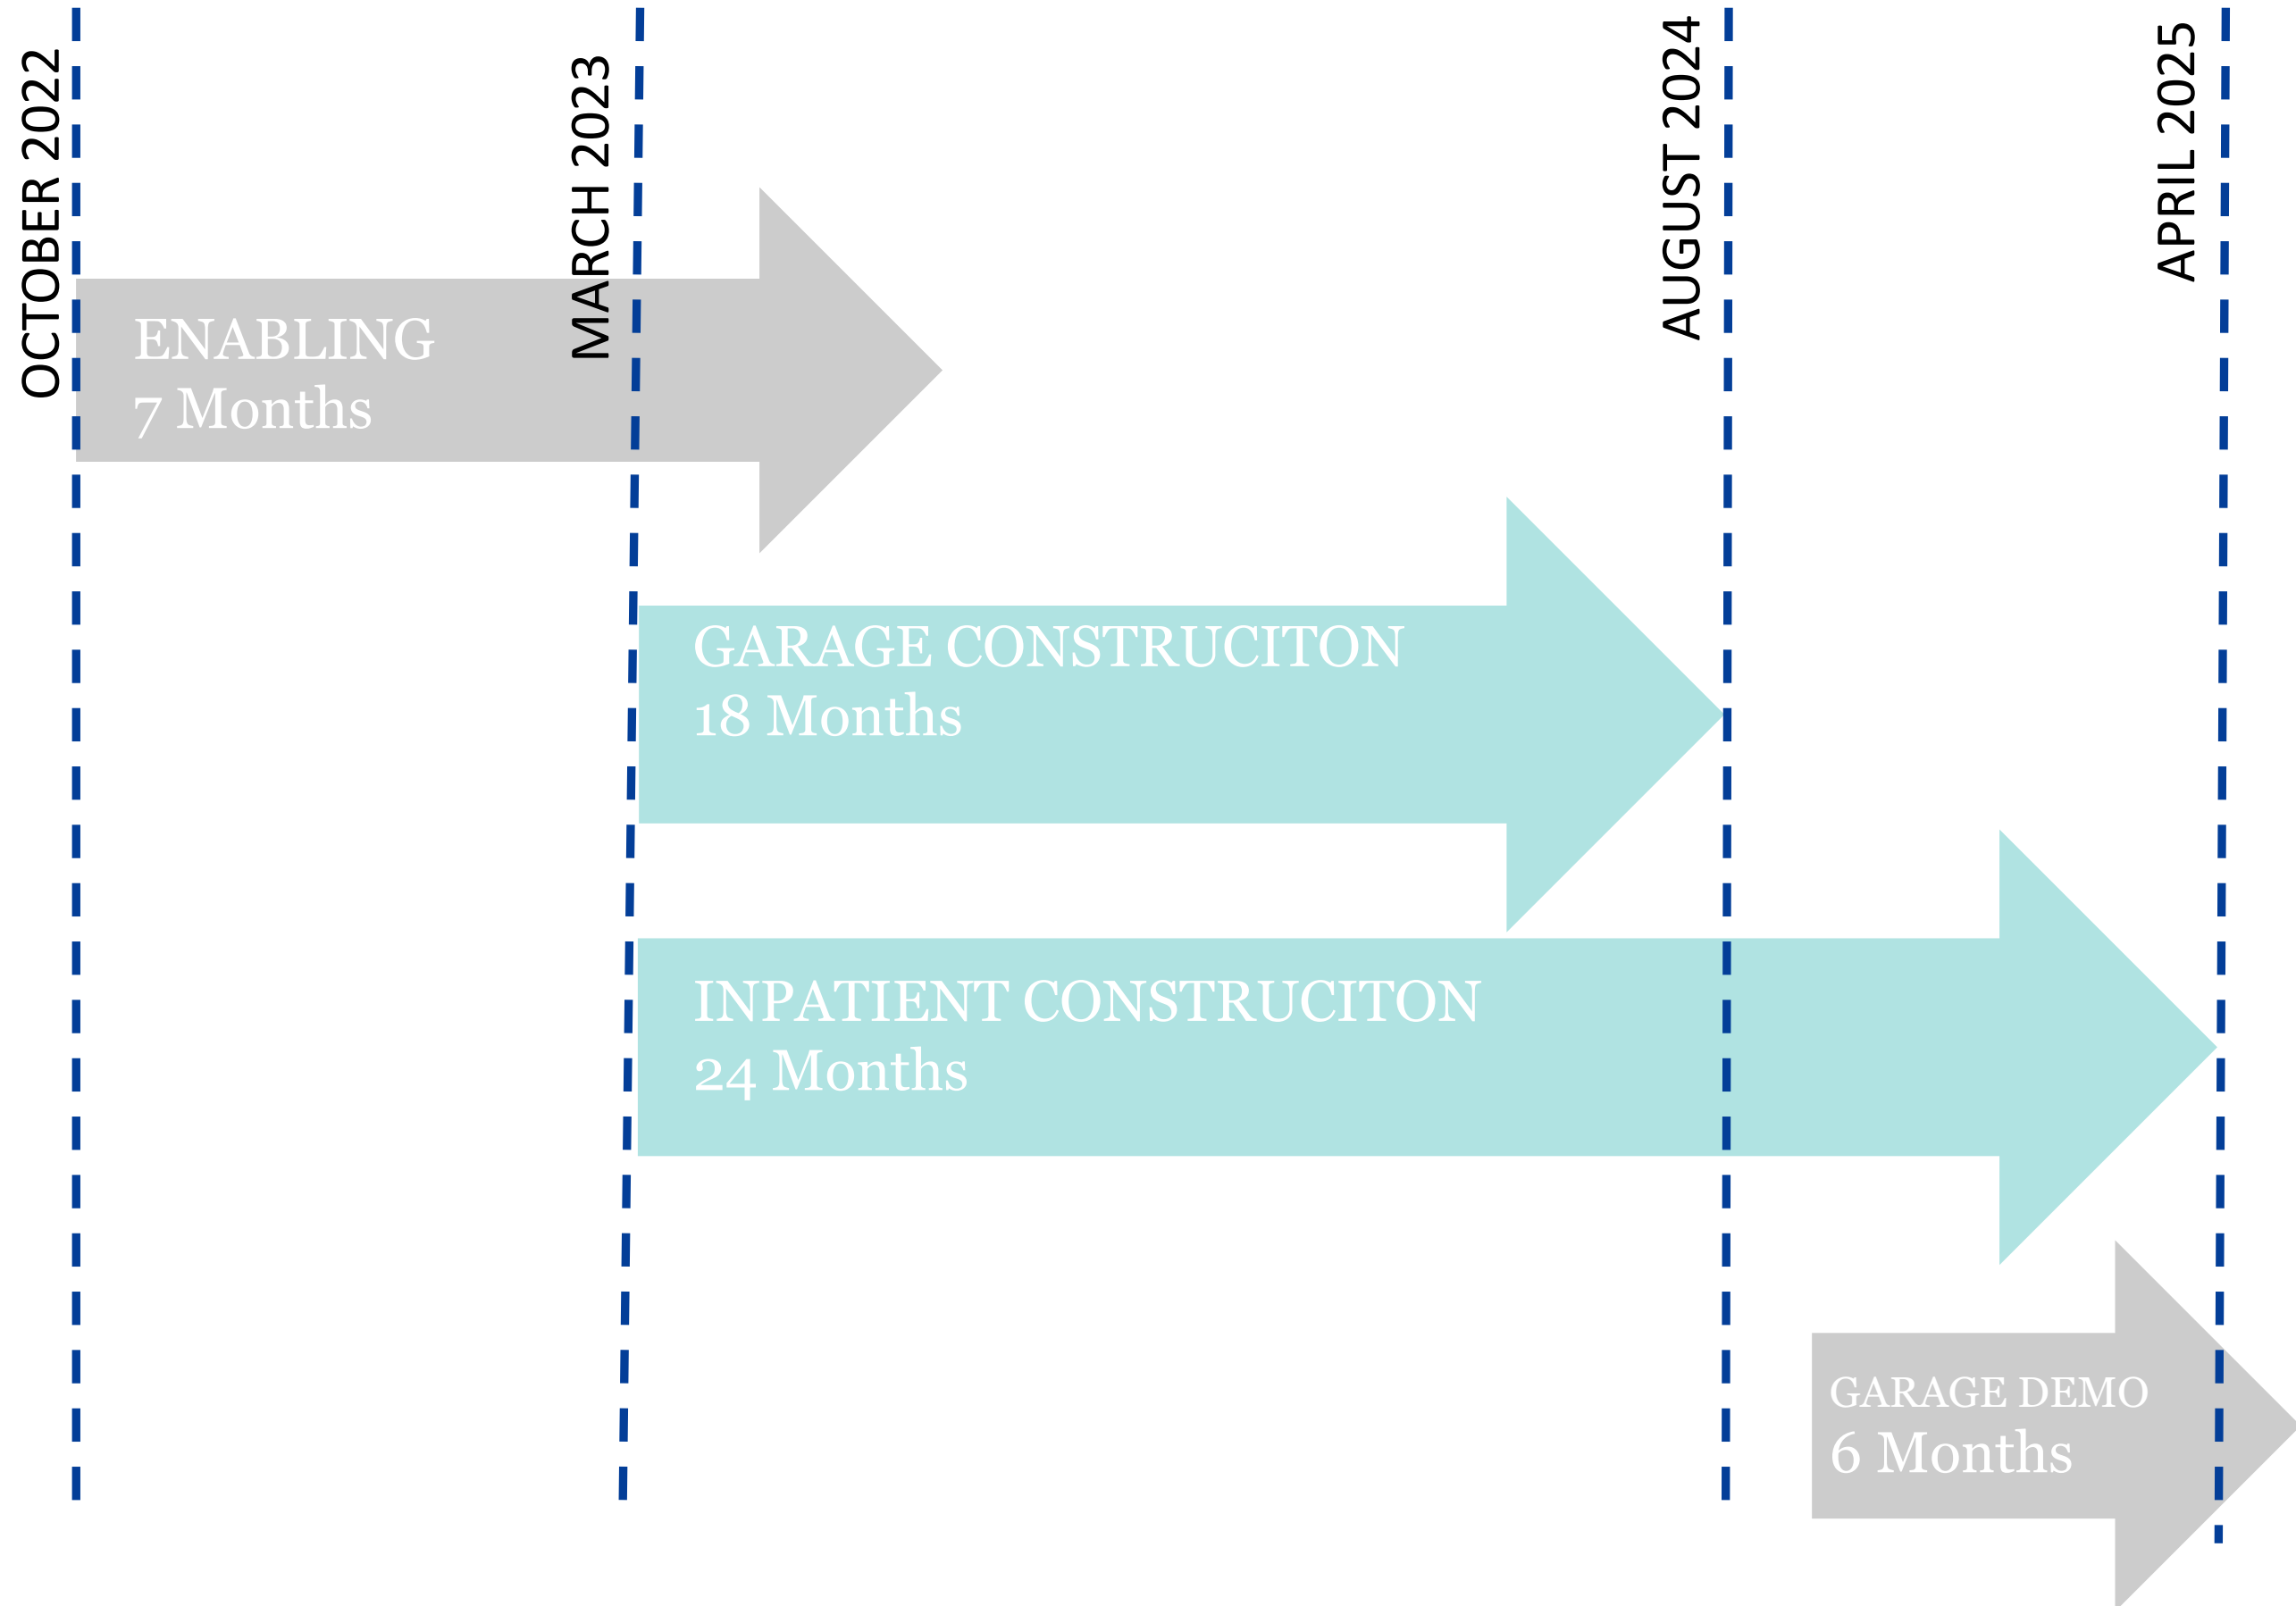 OCTOBER 2022
MARCH 2023
AUGUST 2024
APRIL 2025
ENABLING
7 Months
GARAGE CONSTRUCITON
18 Months
INPATIENT CONSTRUCITON
24 Months
GARAGE DEMO
6 Months